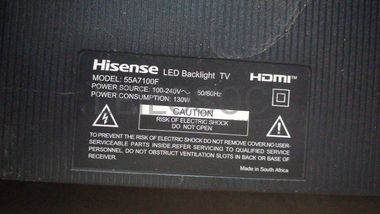 Hisense LED Backlight TV HDMI™
MODEL: 55A7100F
POWER SOURCE: 100-240V~ 50/60Hz
POWER CONSUMPTION: 130W
CAUTION
RISK OF ELECTRIC SHOCK
DO NOT OPEN
TO PREVENT THE RISK OF ELECTRIC SHOCK DO NOT REMOVE COVER.NO USER-
SERVICEABLE PARTS INSIDE.REFER SERVICING TO QUALIFIED SERVICE
PERSONNEL. DO NOT OBSTRUCT VENTILATION SLOTS IN BACK OR BASE OF
RECEIVER.
Made in South Africa